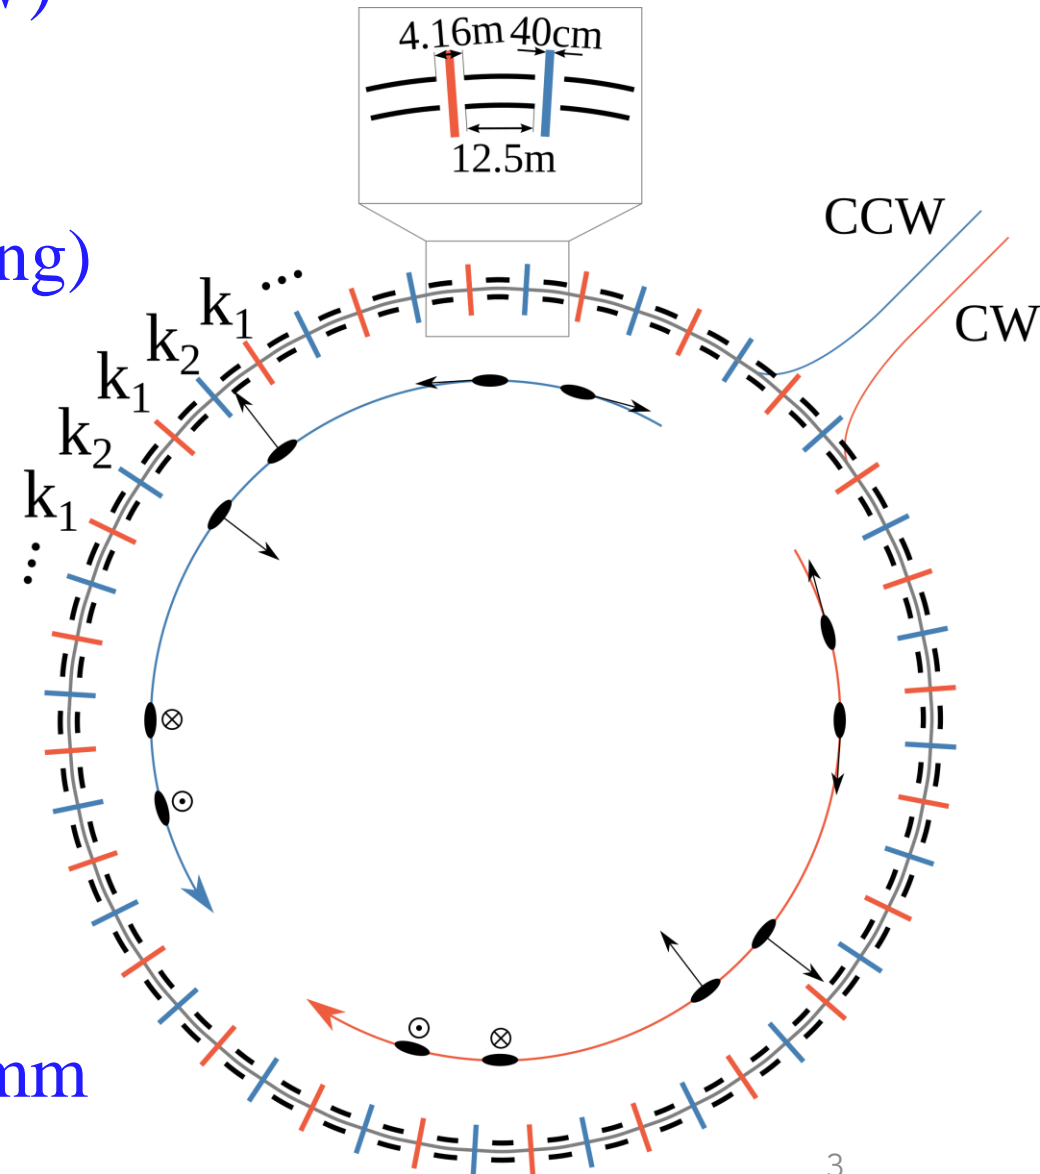 V)
4.16m 40cm
12.5m
CCW
CW
ng)
k₁ ...
k₂
k₁
k₂
k₁
...
mm
3